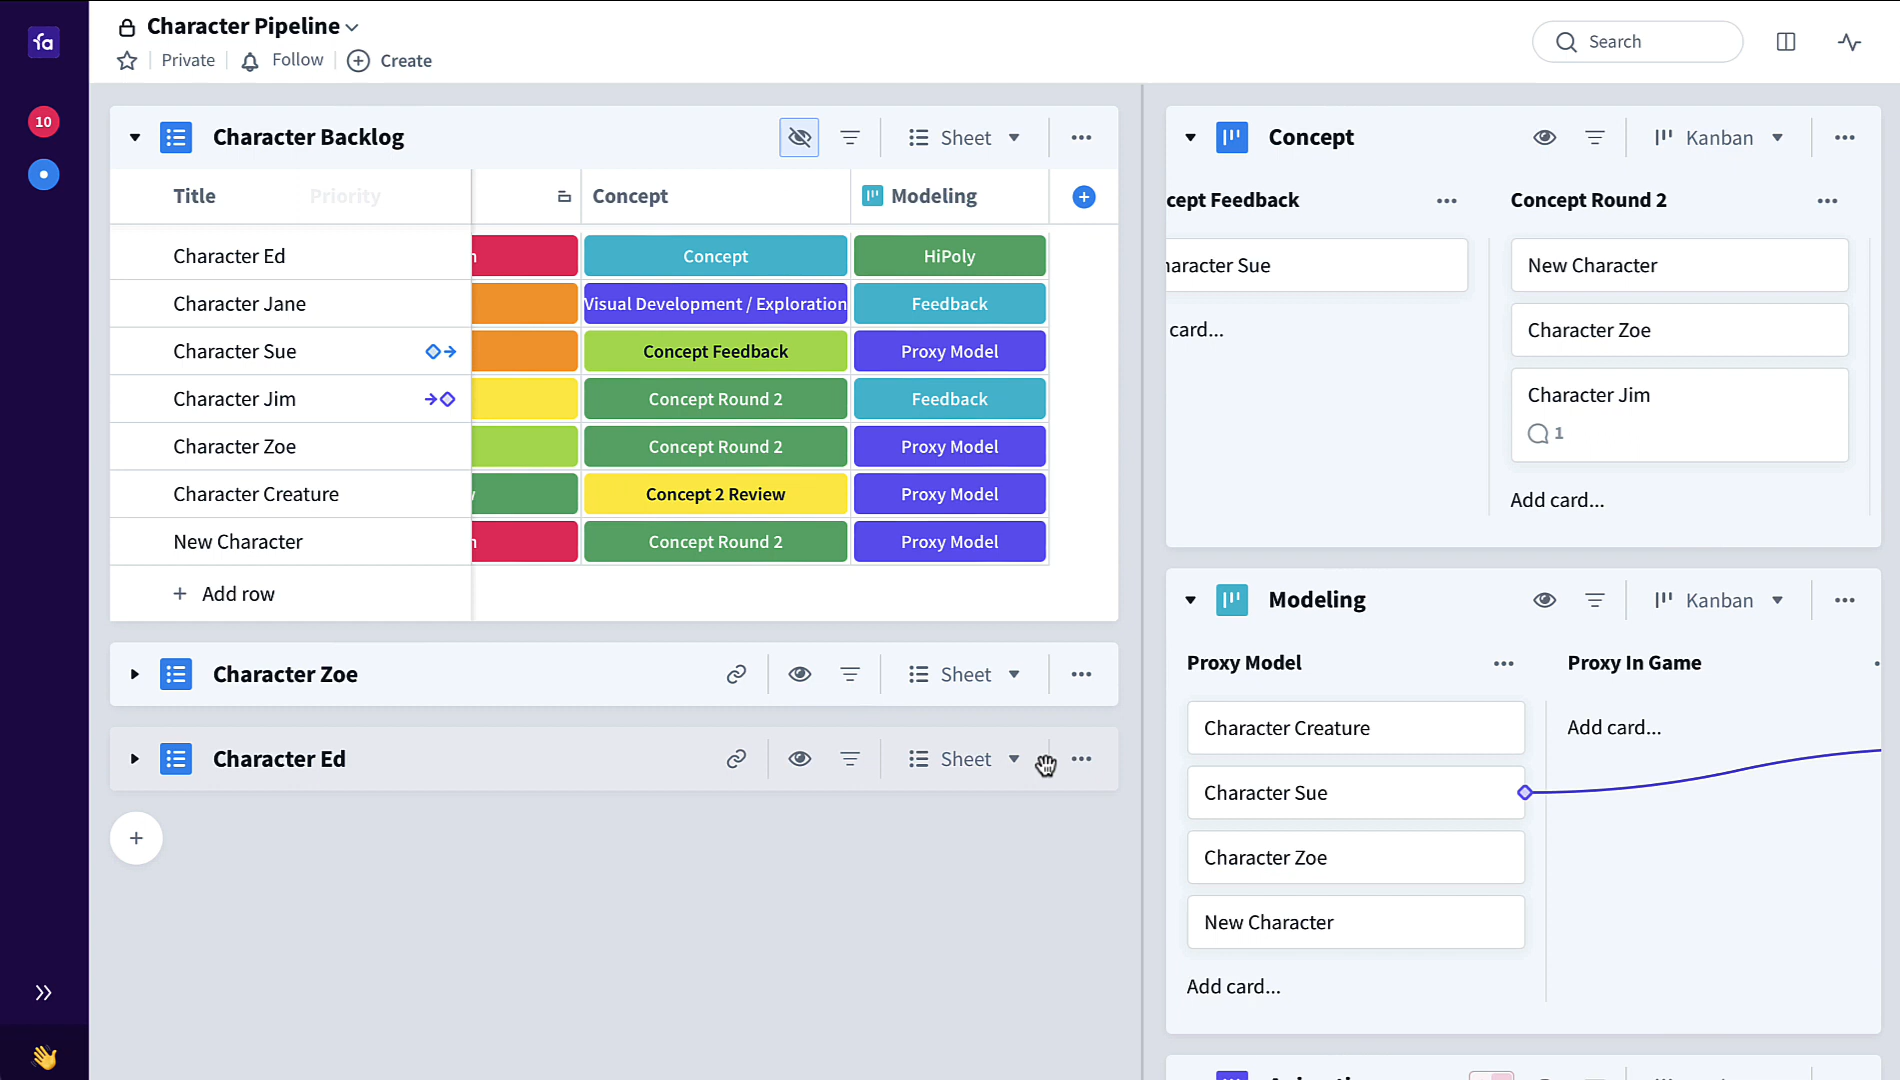 fa
Character Pipeline
Private
Follow
Create
Search
10
Character Backlog
Sheet
Title
Priority
Concept
Modeling
Character Ed
Concept
HiPoly
Character Jane
Visual Development / Exploration
Feedback
Character Sue
Concept Feedback
Proxy Model
Character Jim
Concept Round 2
Feedback
Character Zoe
Concept Round 2
Proxy Model
Character Creature
Concept 2 Review
Proxy Model
New Character
Concept Round 2
Proxy Model
Add row
Character Zoe
Sheet
Character Ed
Sheet
Concept
Kanban
cept Feedback
Concept Round 2
aracter Sue
New Character
card...
Character Zoe
Character Jim
1
Add card...
Modeling
Kanban
Proxy Model
Proxy In Game
Character Creature
Add card...
Character Sue
Character Zoe
New Character
Add card...